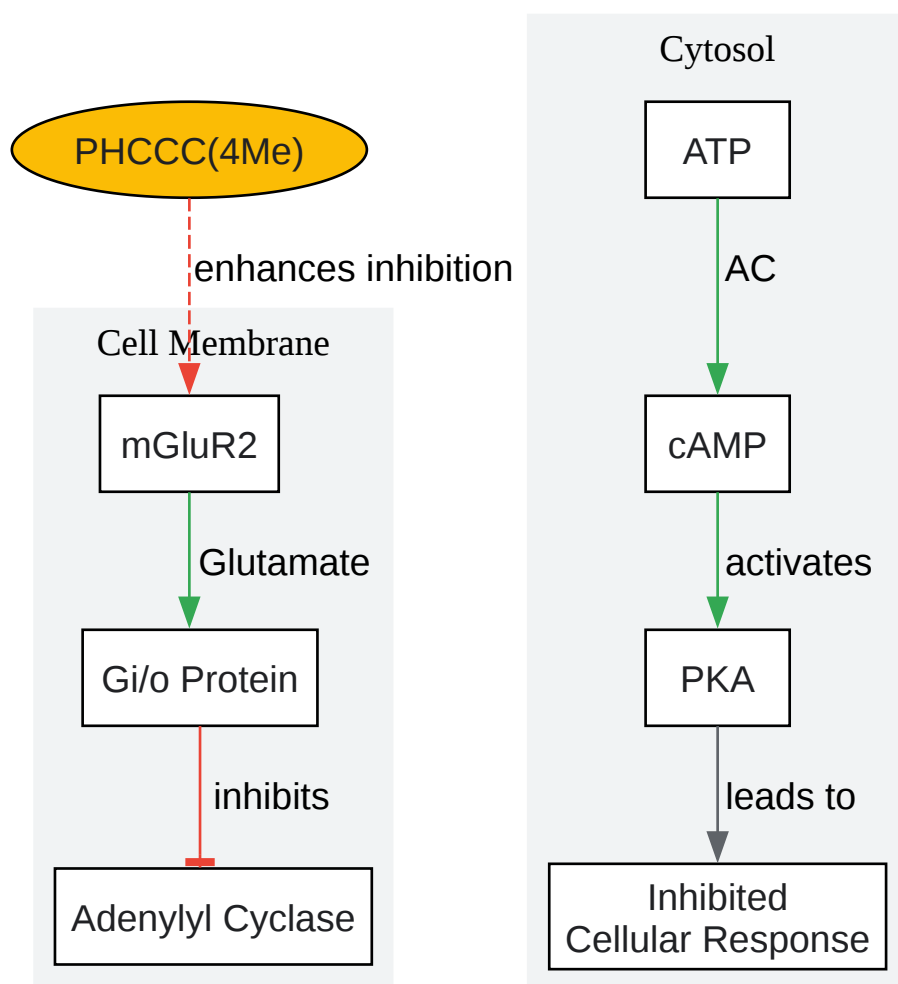 PHCCC(4Me)
enhances inhibition
Cell Membrane
mGluR2
Glutamate
Gi/o Protein
inhibits
Adenylyl Cyclase
Cytosol
ATP
AC
cAMP
activates
PKA
leads to
Inhibited
Cellular Response